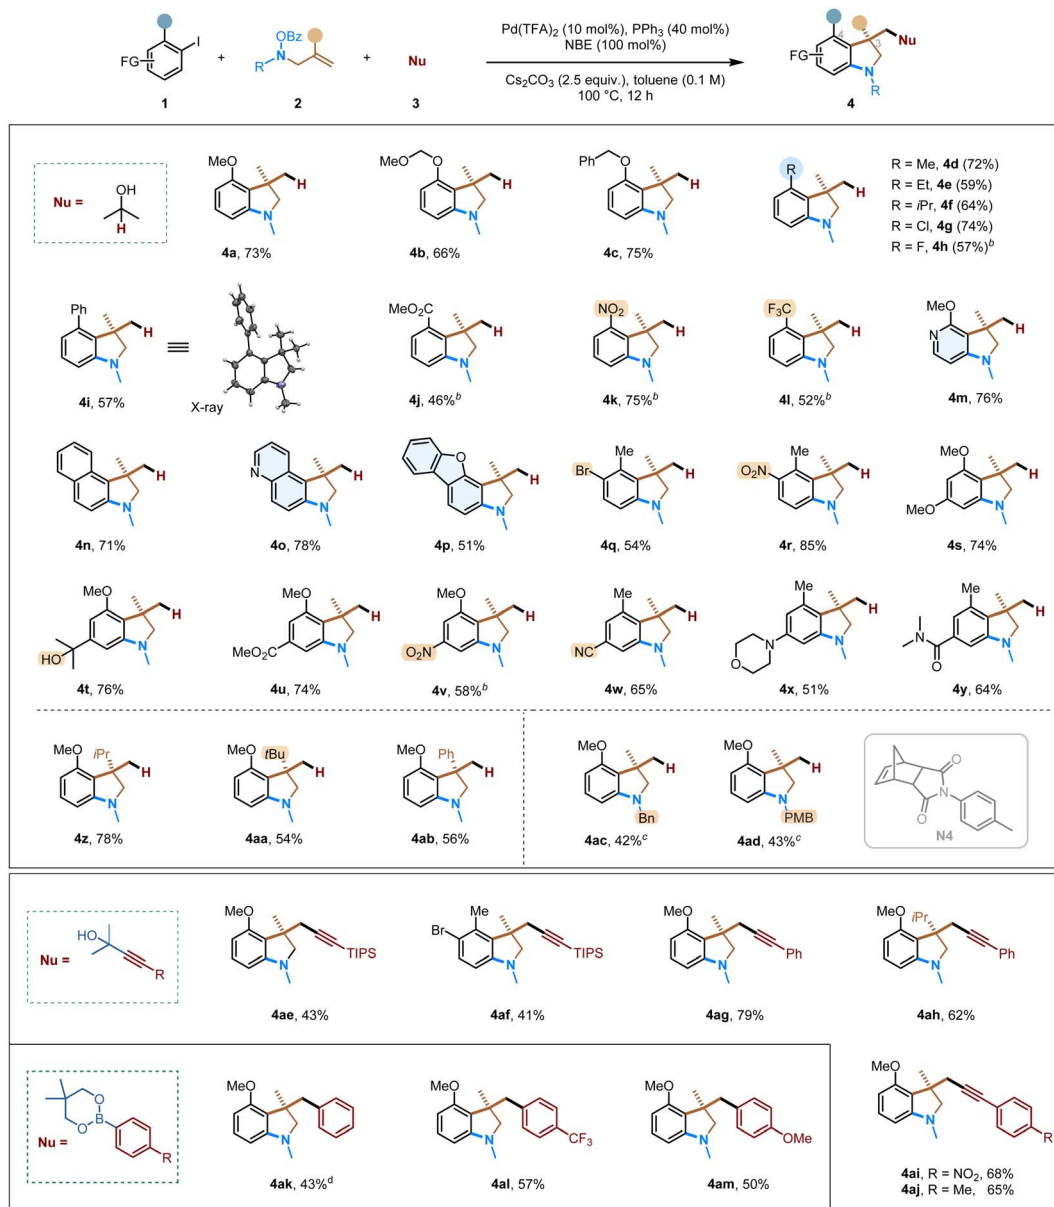 I
FG
1
+
OBz
N
R
2
+
Nu
3
Pd(TFA)₂ (10 mol%), PPh₃ (40 mol%)
NBE (100 mol%)
Cs₂CO₃ (2.5 equiv.), toluene (0.1 M)
100 °C, 12 h
FG
4
3
Nu
N
R
4
Nu =
OH
H
MeO
H
N
4a, 73%
MeO
O
H
N
4b, 66%
Ph
O
H
N
4c, 75%
R
H
N
R = Me, 4d (72%)
R = Et, 4e (59%)
R = iPr, 4f (64%)
R = Cl, 4g (74%)
R = F, 4h (57%)ᵇ
Ph
H
N
4i, 57%
X-ray
MeO₂C
H
N
4j, 46%ᵇ
NO₂
H
N
4k, 75%ᵇ
F₃C
H
N
4l, 52%ᵇ
MeO
N
H
N
4m, 76%
H
N
4n, 71%
N
H
N
4o, 78%
O
H
N
4p, 51%
Me
Br
H
N
4q, 54%
Me
O₂N
H
N
4r, 85%
MeO
MeO
H
N
4s, 74%
MeO
HO
H
N
4t, 76%
MeO
MeO₂C
H
N
4u, 74%
MeO
O₂N
H
N
4v, 58%ᵇ
Me
NC
H
N
4w, 65%
Me
N
O
H
N
4x, 51%
Me
N
O
H
N
4y, 64%
MeO
iPr
H
N
4z, 78%
MeO
tBu
H
N
4aa, 54%
MeO
Ph
H
N
4ab, 56%
MeO
H
N
Bn
4ac, 42%ᶜ
MeO
H
N
PMB
4ad, 43%ᶜ
O
N
O
N4
Nu =
HO
R
MeO
N
TIPS
4ae, 43%
Me
Br
N
TIPS
4af, 41%
MeO
N
Ph
4ag, 79%
MeO
iPr
N
Ph
4ah, 62%
Nu =
O
B
O
R
MeO
N
4ak, 43%ᵈ
MeO
N
CF₃
4al, 57%
MeO
N
OMe
4am, 50%
MeO
N
R
4ai, R = NO₂, 68%
4aj, R = Me, 65%